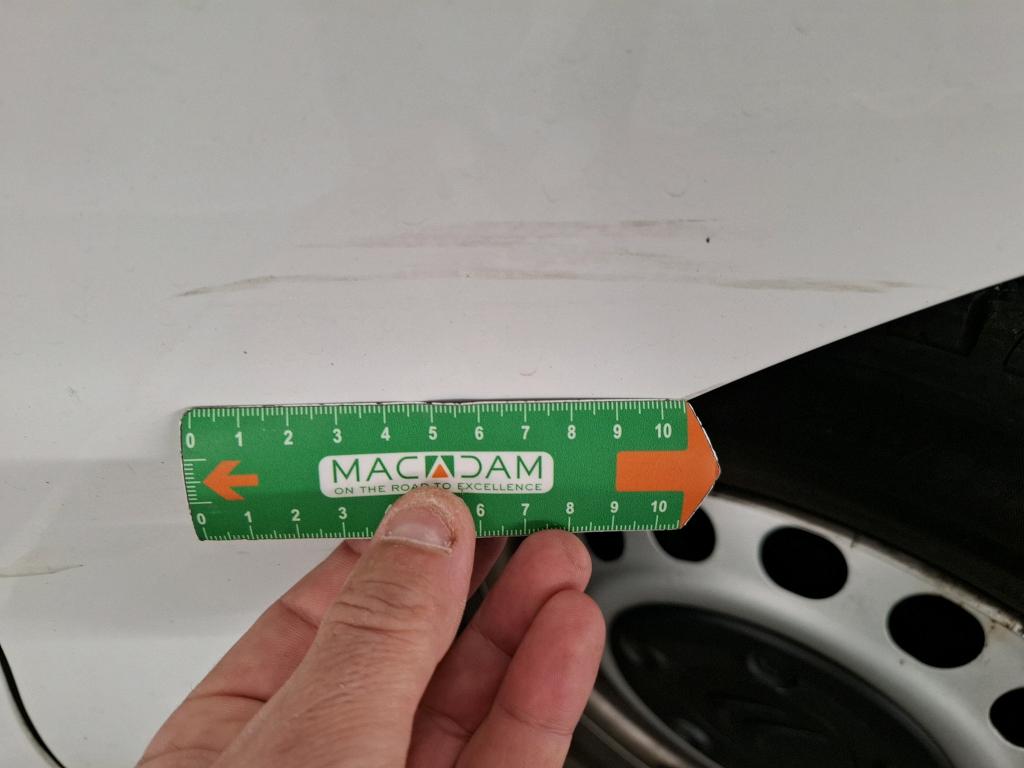 0 1 2 3 4 5 6 7 8 9 10
MACADAM
ON THE ROAD TO EXCELLENCE
0 1 2 3 6 7 8 9 10